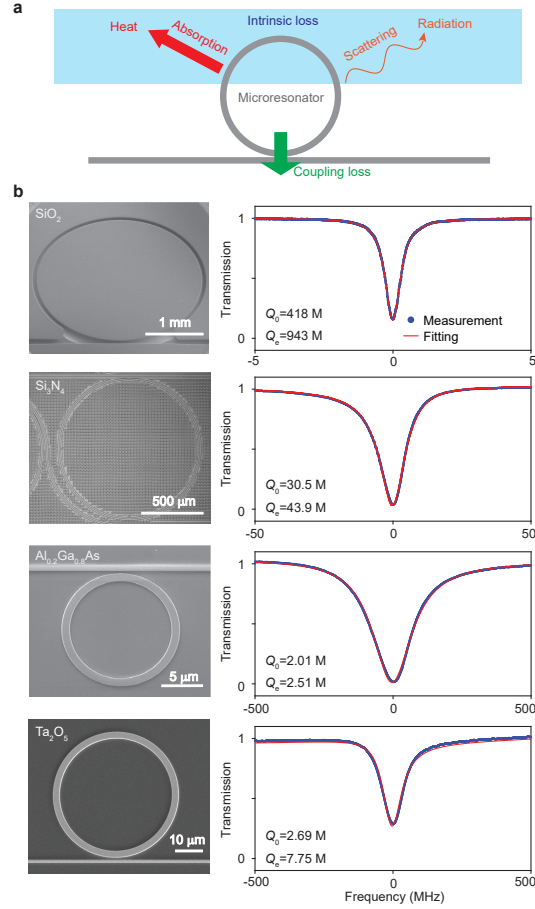 a
Intrinsic loss
Heat
Absorption
Scattering
Radiation
Microresonator
Coupling loss
b
SiO₂
1 mm
Transmission
1
0
Q₀=418 M
Qₑ=943 M
Measurement
Fitting
-5
0
5
Si₃N₄
500 μm
Transmission
1
0
Q₀=30.5 M
Qₑ=43.9 M
-50
0
50
Al₀.₂Ga₀.₈As
5 μm
Transmission
1
0
Q₀=2.01 M
Qₑ=2.51 M
-500
0
500
Ta₂O₅
10 μm
Transmission
1
0
Q₀=2.69 M
Qₑ=7.75 M
-500
0
500
Frequency (MHz)